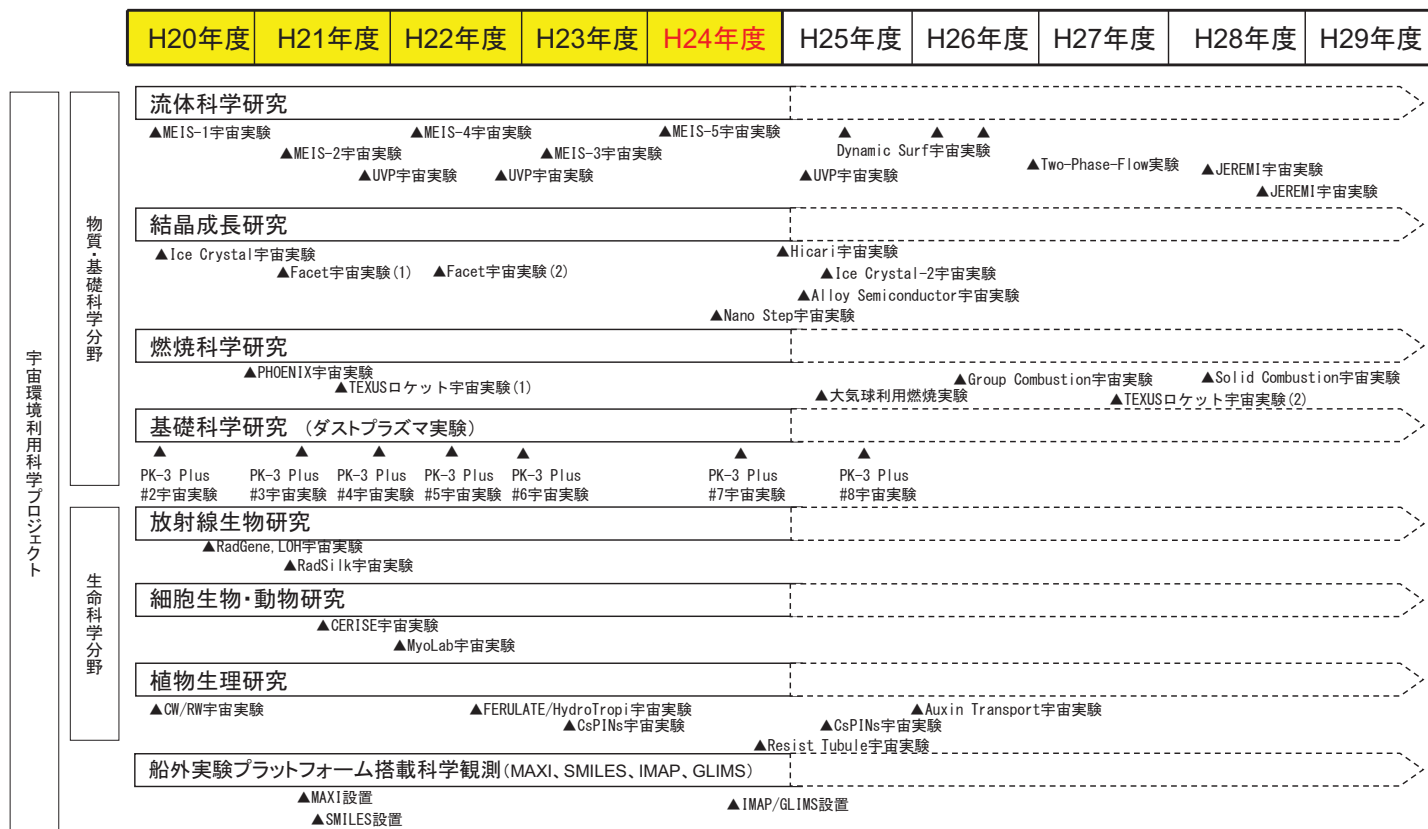 H20年度 H21年度 H22年度 H23年度 H24年度 H25年度 H26年度 H27年度 H28年度 H29年度
宇宙環境利用科学プロジェクト
物質・基礎科学分野
流体科学研究
▲MEIS-1宇宙実験 ▲MEIS-4宇宙実験 ▲MEIS-5宇宙実験 ▲ ▲ ▲
▲MEIS-2宇宙実験 ▲MEIS-3宇宙実験 Dynamic Surf宇宙実験
▲UVP宇宙実験 ▲UVP宇宙実験 ▲UVP宇宙実験 ▲Two-Phase-Flow実験 ▲JEREMI宇宙実験
▲JEREMI宇宙実験
結晶成長研究
▲Ice Crystal宇宙実験 ▲Hicari宇宙実験
▲Facet宇宙実験(1) ▲Facet宇宙実験(2) ▲Ice Crystal-2宇宙実験
▲Alloy Semiconductor宇宙実験
▲Nano Step宇宙実験
燃焼科学研究
▲PHOENIX宇宙実験 ▲Group Combustion宇宙実験 ▲Solid Combustion宇宙実験
▲TEXUSロケット宇宙実験(1) ▲大気球利用燃焼実験 ▲TEXUSロケット宇宙実験(2)
基礎科学研究 (ダストプラズマ実験)
▲ ▲ ▲ ▲ ▲ ▲ ▲
PK-3 Plus PK-3 Plus PK-3 Plus PK-3 Plus PK-3 Plus PK-3 Plus PK-3 Plus
#2宇宙実験 #3宇宙実験 #4宇宙実験 #5宇宙実験 #6宇宙実験 #7宇宙実験 #8宇宙実験
生命科学分野
放射線生物研究
▲RadGene,LOH宇宙実験
▲RadSilk宇宙実験
細胞生物・動物研究
▲CERISE宇宙実験
▲MyoLab宇宙実験
植物生理研究
▲CW/RW宇宙実験 ▲FERULATE/HydroTropi宇宙実験 ▲Auxin Transport宇宙実験
▲CsPINs宇宙実験 ▲CsPINs宇宙実験
▲Resist Tubule宇宙実験
船外実験プラットフォーム搭載科学観測(MAXI、SMILES、IMAP、GLIMS)
▲MAXI設置 ▲IMAP/GLIMS設置
▲SMILES設置